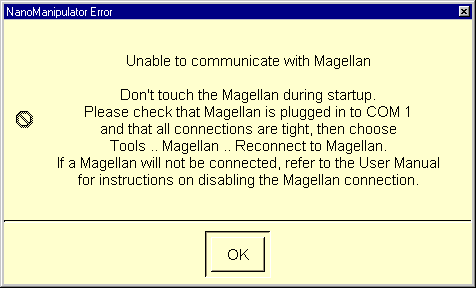 NanoManipulator Error
Unable to communicate with Magellan
Don't touch the Magellan during startup.
Please check that Magellan is plugged in to COM 1
and that all connections are tight, then choose
Tools .. Magellan .. Reconnect to Magellan.
If a Magellan will not be connected, refer to the User Manual
for instructions on disabling the Magellan connection.
OK